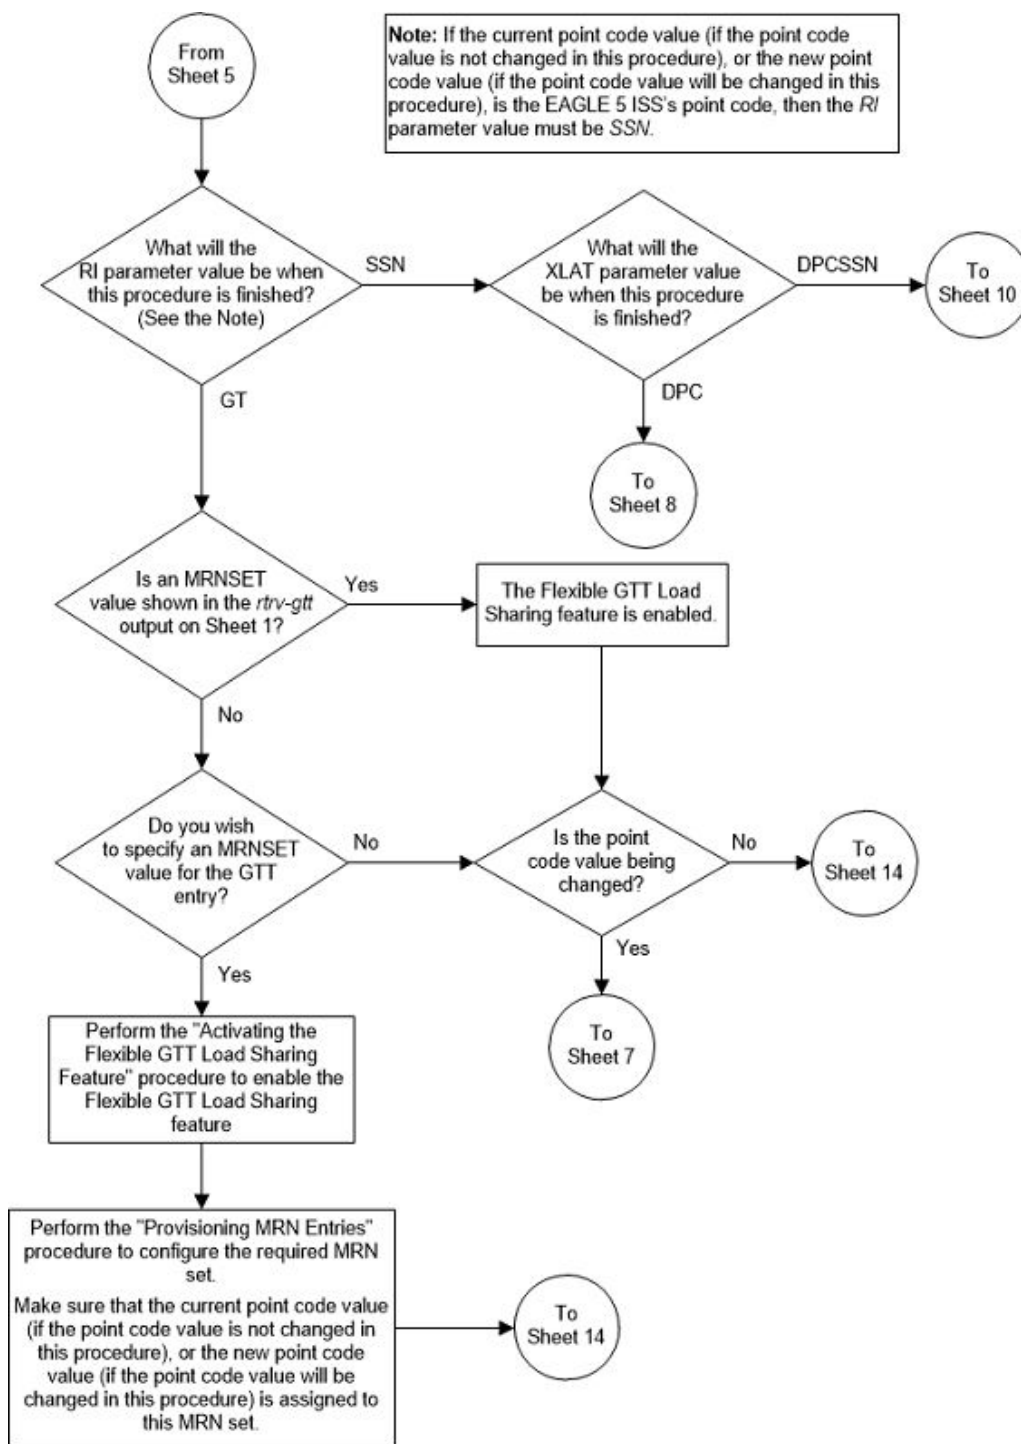 From
Sheet 5
Note: If the current point code value (if the point code
value is not changed in this procedure), or the new point
code value (if the point code value will be changed in this
procedure), is the EAGLE 5 ISS's point code, then the RI
parameter value must be SSN.
What will the
RI parameter value be when
this procedure is finished?
(See the Note)
SSN
What will the
XLAT parameter value
be when this procedure
is finished?
DPCSSN
To
Sheet 10
GT
DPC
To
Sheet 8
Is an MRNSET
value shown in the rtrv-gtt
output on Sheet 1?
Yes
The Flexible GTT Load
Sharing feature is enabled.
No
Do you wish
to specify an MRNSET
value for the GTT
entry?
No
Is the point
code value being
changed?
No
To
Sheet 14
Yes
Yes
To
Sheet 7
Perform the "Activating the
Flexible GTT Load Sharing
Feature" procedure to enable the
Flexible GTT Load Sharing
feature
Perform the "Provisioning MRN Entries"
procedure to configure the required MRN
set.
Make sure that the current point code value
(if the point code value is not changed in
this procedure), or the new point code
value (if the point code value will be
changed in this procedure) is assigned to
this MRN set.
To
Sheet 14